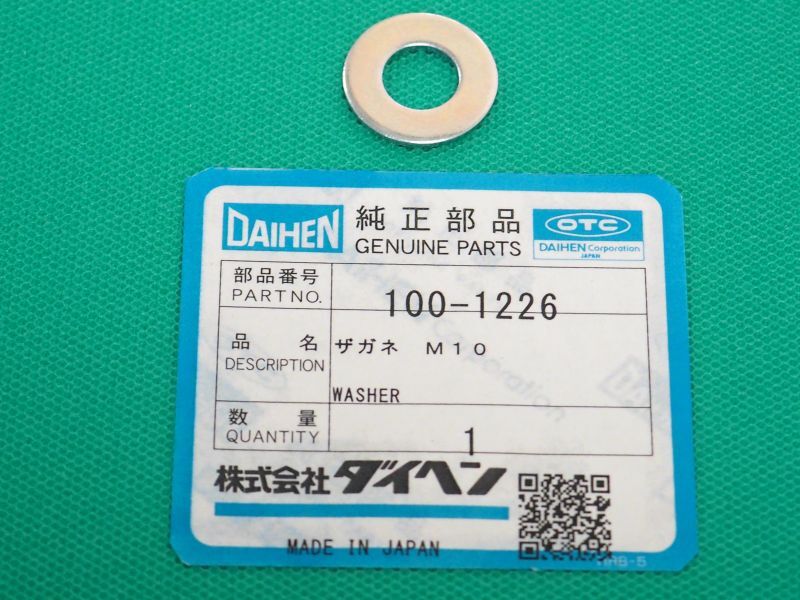 DAIHEN 純正部品 OTC
GENUINE PARTS DAIHEN Corporation
JAPAN
部品番号
PART NO. 100-1226
品名 ザガネ M10
DESCRIPTION
WASHER
数量
QUANTITY 1
株式会社ダイヘン
MADE IN JAPAN